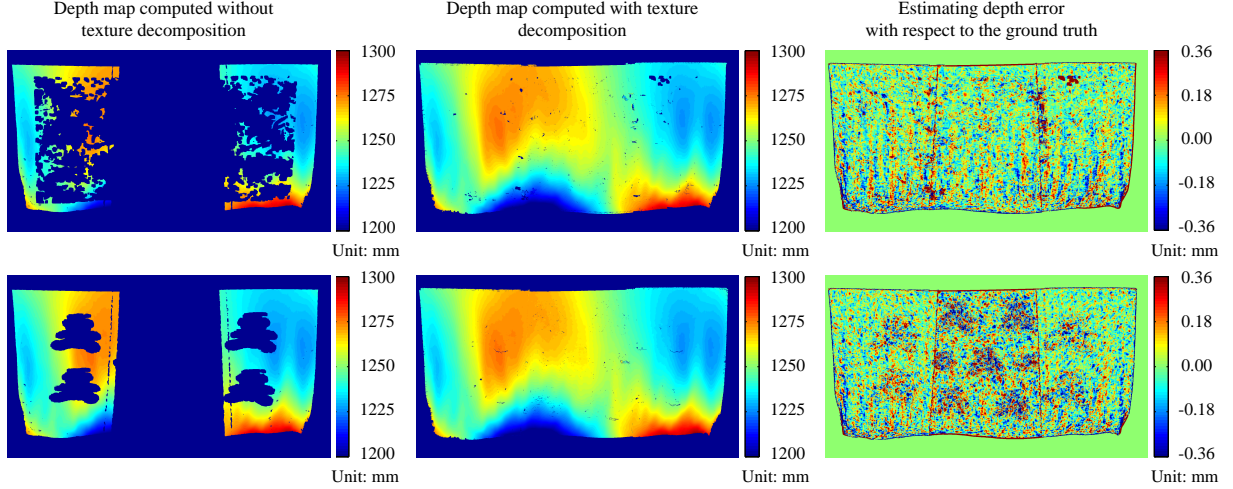 Depth map computed without
texture decomposition
Depth map computed with texture
decomposition
Estimating depth error
with respect to the ground truth
1300
1275
1250
1225
1200
Unit: mm
1300
1275
1250
1225
1200
Unit: mm
0.36
0.18
0.00
-0.18
-0.36
Unit: mm
1300
1275
1250
1225
1200
Unit: mm
1300
1275
1250
1225
1200
Unit: mm
0.36
0.18
0.00
-0.18
-0.36
Unit: mm